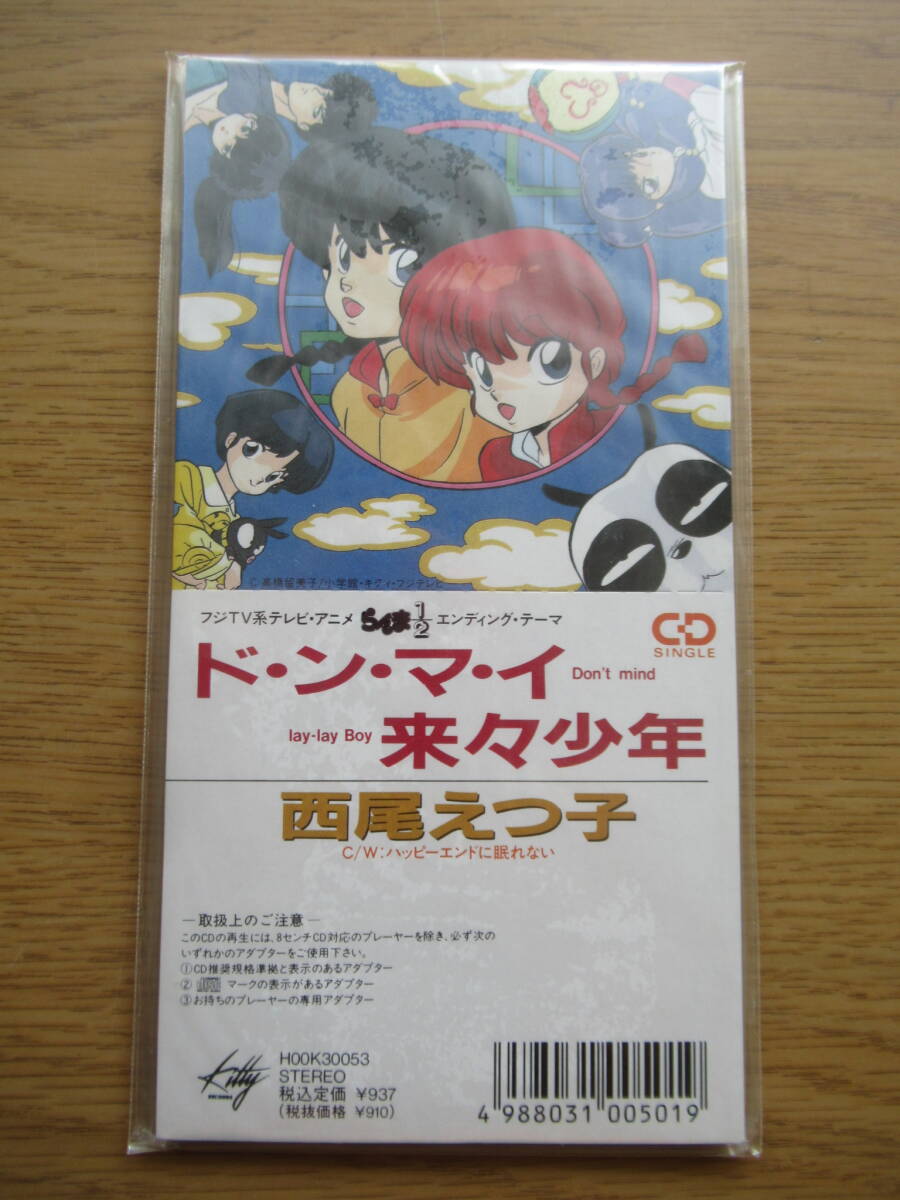 © 高橋留美子/小学館・キティ・フジテレビ
フジTV系テレビ・アニメ らんま½ エンディング・テーマ
CD
SINGLE
ド・ン・マ・イ Don't mind
lay-lay Boy 来々少年
西尾えつ子
C/W:ハッピーエンドに眠れない
―取扱上のご注意―
このCDの再生には、8センチCD対応のプレーヤーを除き、必ず次の
いずれかのアダプターをご使用下さい。
①CD推奨規格準拠と表示のあるアダプター
② マークの表示があるアダプター
③お持ちのプレーヤーの専用アダプター
Kitty
H00K30053
STEREO
税込定価 ¥937
(税抜価格 ¥910)
4 988031 005019